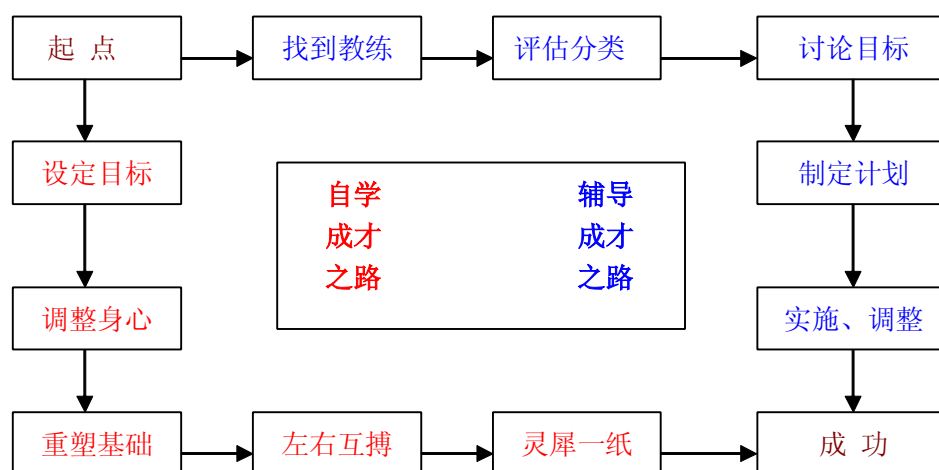 起 点
找到教练
评估分类
讨论目标
设定目标
自学
成才
之路
辅导
成才
之路
制定计划
调整身心
实施、调整
重塑基础
左右互搏
灵犀一纸
成 功